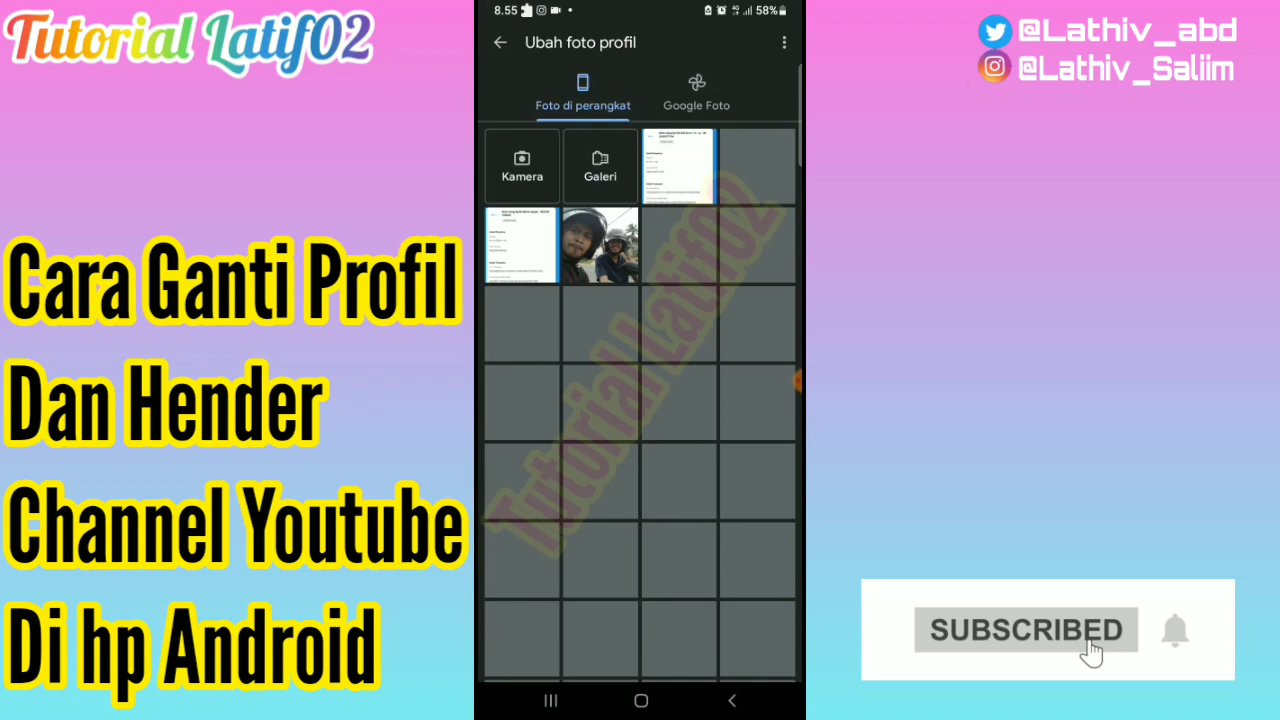 Tutorial Latif02
Cara Ganti Profil
Dan Hender
Channel Youtube
Di hp Android
8.55
58%
Ubah foto profil
Foto di perangkat
Google Foto
Kamera
Galeri
Tutorial Latif02
@Lathiv_abd
@Lathiv_Saliim
SUBSCRIBED